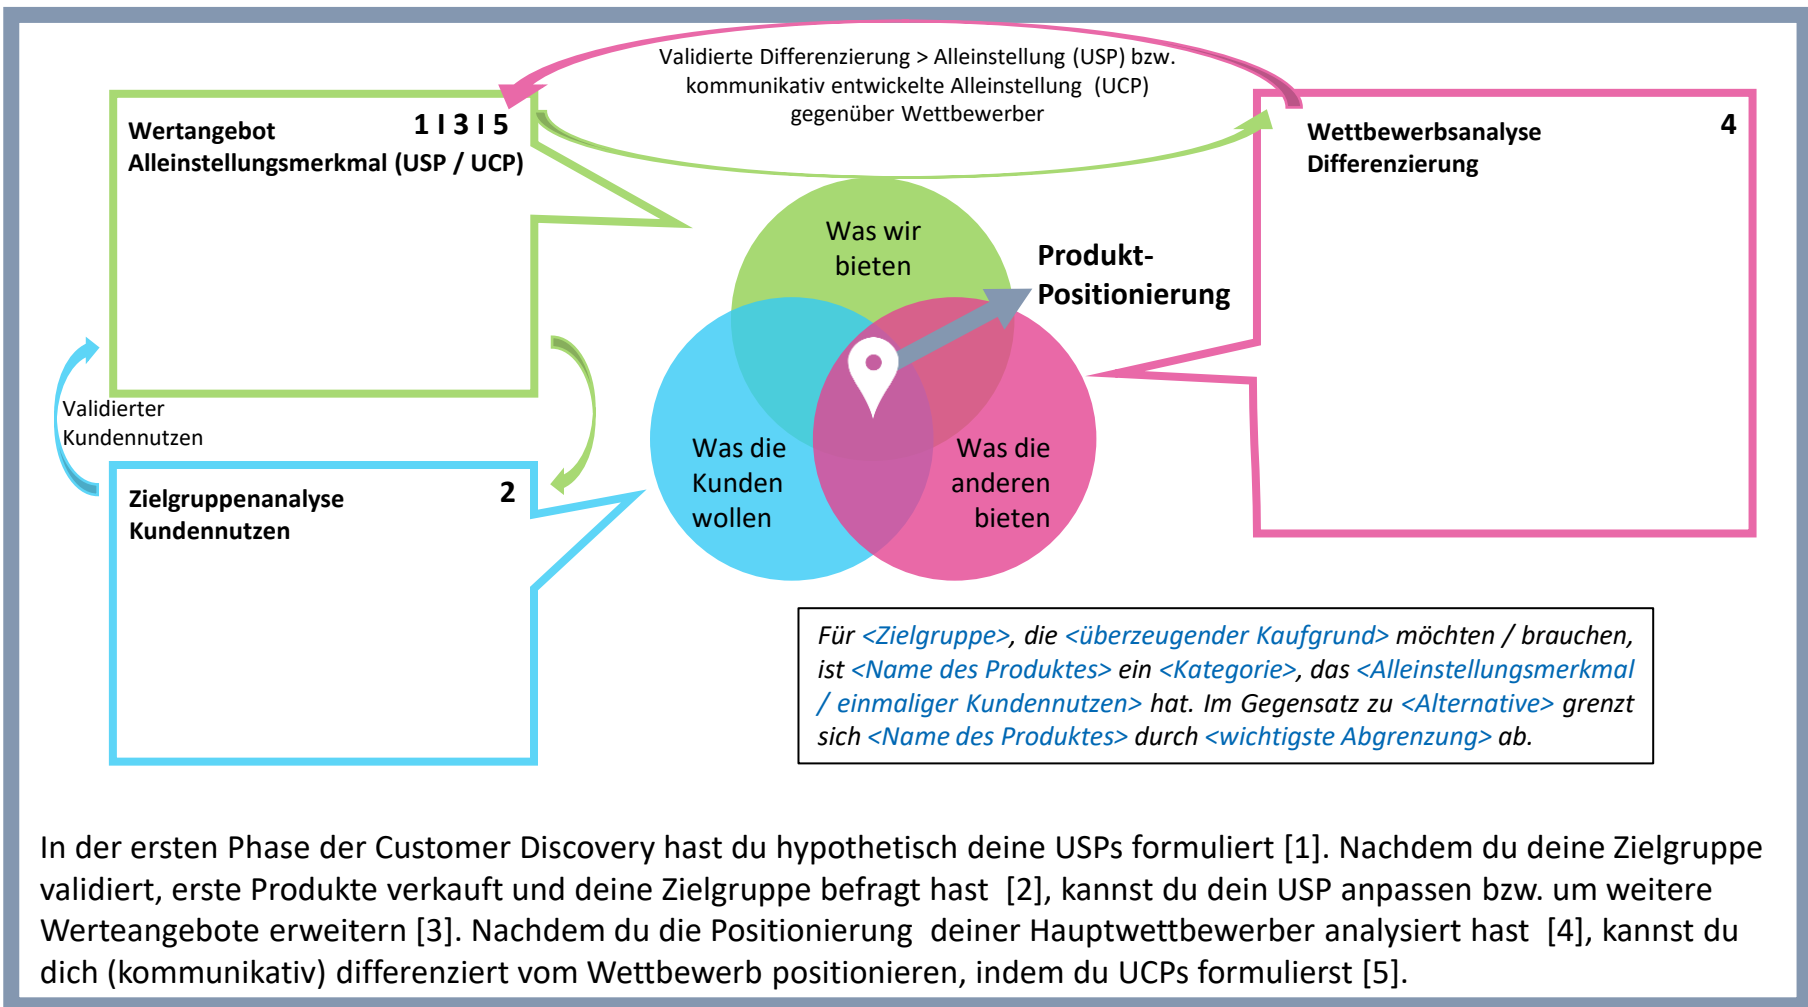 Validierte Differenzierung > Alleinstellung (USP) bzw.
kommunikativ entwickelte Alleinstellung (UCP)
gegenüber Wettbewerber
Wertangebot 1 I 3 I 5
Alleinstellungsmerkmal (USP / UCP)
Wettbewerbsanalyse 4
Differenzierung
Was wir
bieten
Produkt-
Positionierung
Validierter
Kundennutzen
Zielgruppenanalyse 2
Kundennutzen
Was die
Kunden
wollen
Was die
anderen
bieten
Für <Zielgruppe>, die <überzeugender Kaufgrund> möchten / brauchen,
ist <Name des Produktes> ein <Kategorie>, das <Alleinstellungsmerkmal
/ einmaliger Kundennutzen> hat. Im Gegensatz zu <Alternative> grenzt
sich <Name des Produktes> durch <wichtigste Abgrenzung> ab.
In der ersten Phase der Customer Discovery hast du hypothetisch deine USPs formuliert [1]. Nachdem du deine Zielgruppe
validiert, erste Produkte verkauft und deine Zielgruppe befragt hast [2], kannst du dein USP anpassen bzw. um weitere
Werteangebote erweitern [3]. Nachdem du die Positionierung deiner Hauptwettbewerber analysiert hast [4], kannst du
dich (kommunikativ) differenziert vom Wettbewerb positionieren, indem du UCPs formulierst [5].